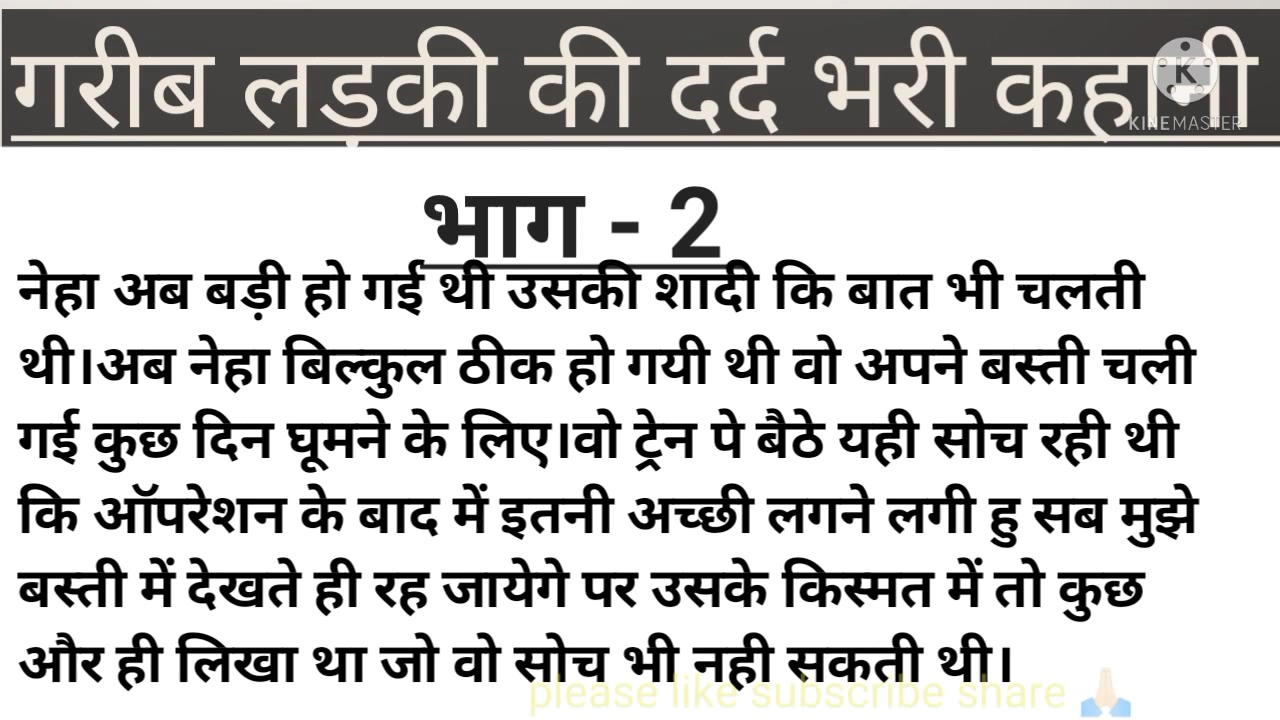 गरीब लड़की की दर्द भरी कहानी
KINEMASTER
भाग - 2
नेहा अब बड़ी हो गई थी उसकी शादी कि बात भी चलती
थी।अब नेहा बिल्कुल ठीक हो गयी थी वो अपने बस्ती चली
गई कुछ दिन घूमने के लिए।वो ट्रेन पे बैठे यही सोच रही थी
कि ऑपरेशन के बाद में इतनी अच्छी लगने लगी हु सब मुझे
बस्ती में देखते ही रह जायेगे पर उसके किस्मत में तो कुछ
और ही लिखा था जो वो सोच भी नही सकती थी।
please like subscribe share 🙏🏻